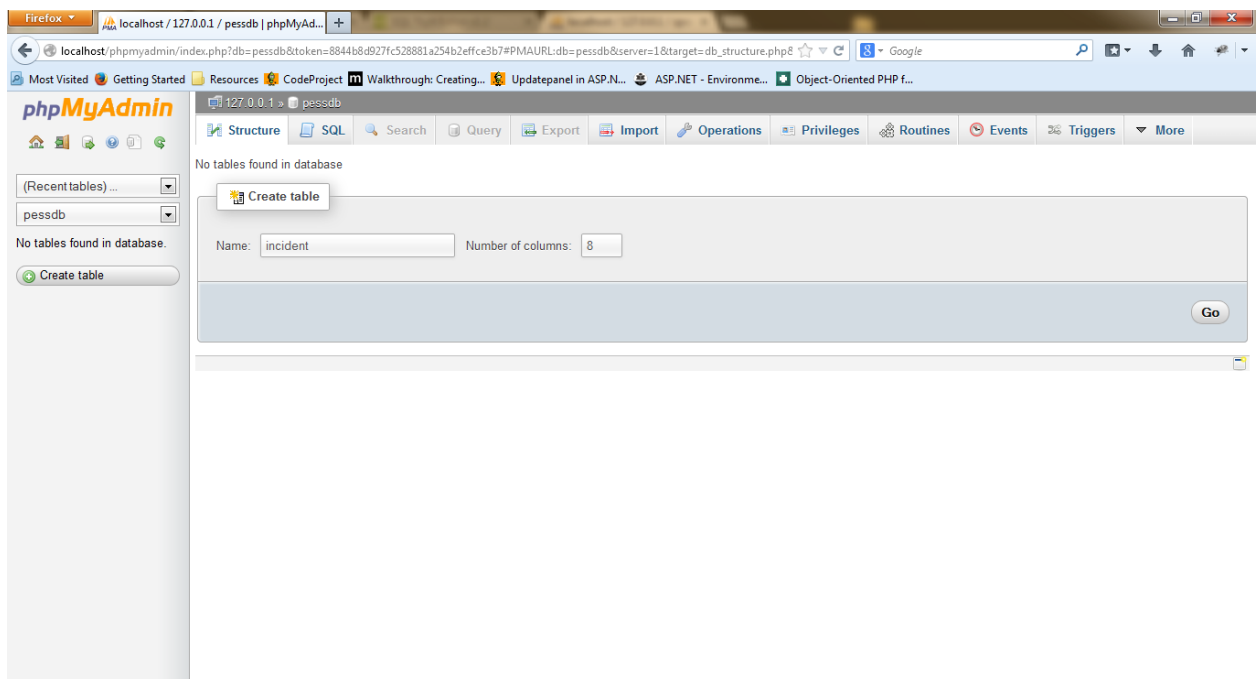 Firefox
localhost / 127.0.0.1 / pessdb | phpMyAd...
localhost/phpmyadmin/index.php?db=pessdb&token=8844b8d927fc528881a254b2effce3b7#PMAURL:db=pessdb&server=1&target=db_structure.php&
Google
Most Visited Getting Started Resources CodeProject Walkthrough: Creating... Updatepanel in ASP.N... ASP.NET - Environme... Object-Oriented PHP f...
phpMyAdmin
127.0.0.1 » pessdb
Structure SQL Search Query Export Import Operations Privileges Routines Events Triggers More
No tables found in database
(Recent tables) ...
pessdb
No tables found in database.
Create table
Create table
Name: incident Number of columns: 8
Go